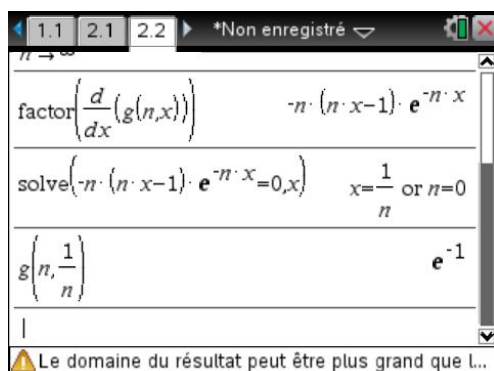 1.1 2.1 2.2 *Non enregistré
n → ∞
factor(d/dx(g(n,x))) -n·(n·x-1)·e^-n·x
solve(-n·(n·x-1)·e^-n·x=0,x) x=1/n or n=0
g(n,1/n) e^-1
Le domaine du résultat peut être plus grand que l...